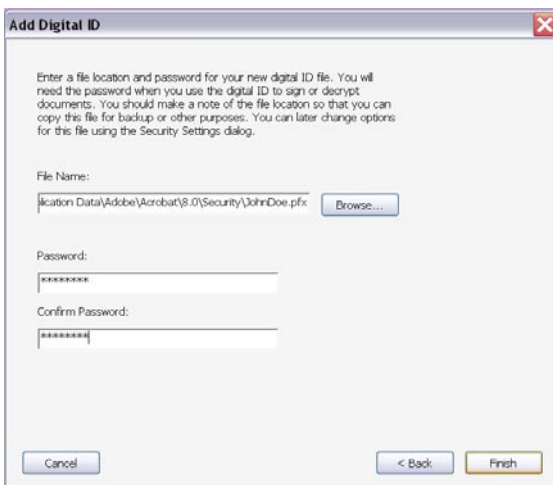 Add Digital ID
Enter a file location and password for your new digital ID file. You will
need the password when you use the digital ID to sign or decrypt
documents. You should make a note of the file location so that you can
copy this file for backup or other purposes. You can later change options
for this file using the Security Settings dialog.
File Name:
lication Data\Adobe\Acrobat\8.0\Security\JohnDoe.pfx
Browse...
Password:
********
Confirm Password:
********
Cancel
< Back
Finish